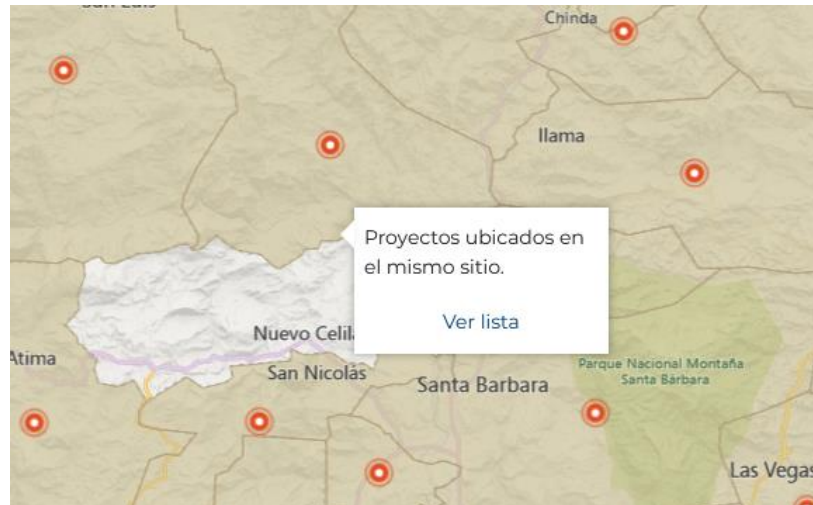 Chinda
Ilama
Proyectos ubicados en
el mismo sitio.
Ver lista
Nuevo Celil
Atima
San Nicolás
Santa Barbara
Parque Nacional Montaña
Santa Bárbara
Las Vegas